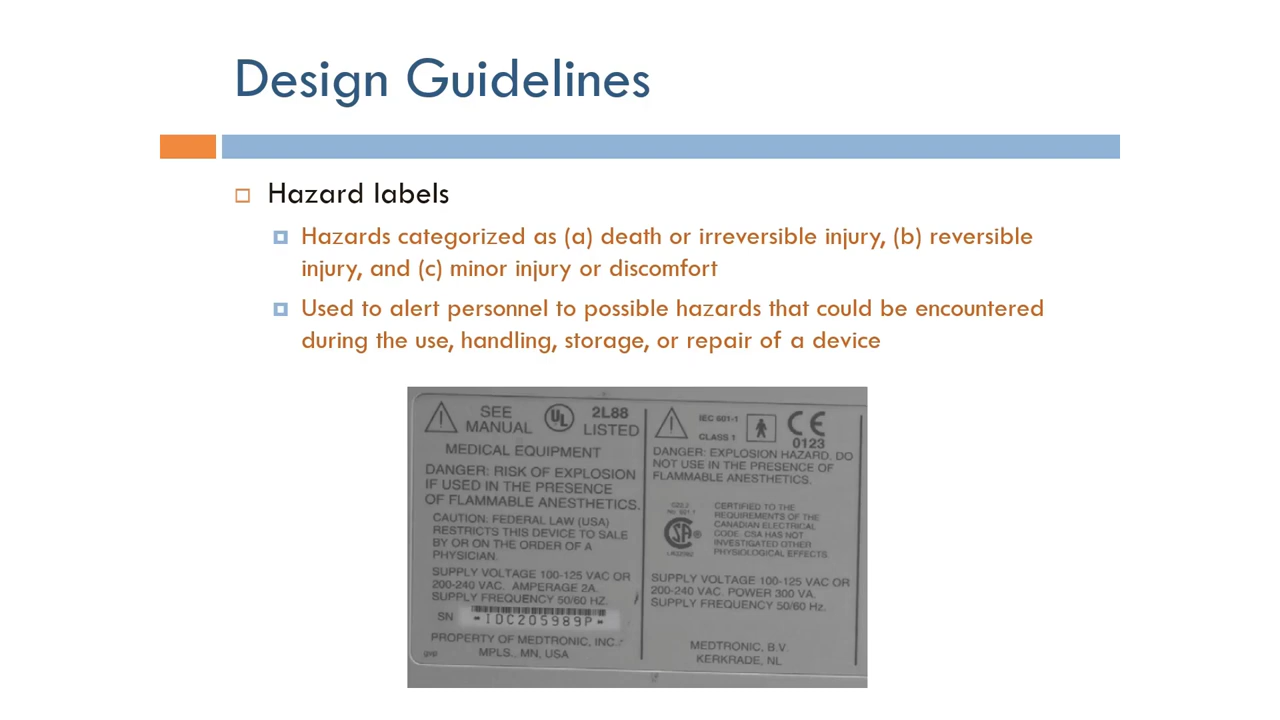 Design Guidelines
Hazard labels
Hazards categorized as (a) death or irreversible injury, (b) reversible
injury, and (c) minor injury or discomfort
Used to alert personnel to possible hazards that could be encountered
during the use, handling, storage, or repair of a device
SEE
MANUAL
UL
2L88
LISTED
MEDICAL EQUIPMENT
DANGER: RISK OF EXPLOSION
IF USED IN THE PRESENCE
OF FLAMMABLE ANESTHETICS.
CAUTION: FEDERAL LAW (USA)
RESTRICTS THIS DEVICE TO SALE
BY OR ON THE ORDER OF A
PHYSICIAN.
SUPPLY VOLTAGE 100-125 VAC OR
200-240 VAC. AMPERAGE 2A.
SUPPLY FREQUENCY 50/60 HZ.
SN -IDC205989P-
PROPERTY OF MEDTRONIC, INC.
MPLS., MN, USA
IEC 601-1
CLASS 1
CE
0123
DANGER: EXPLOSION HAZARD. DO
NOT USE IN THE PRESENCE OF
FLAMMABLE ANESTHETICS.
CSA
CERTIFIED TO THE
REQUIREMENTS OF THE
CANADIAN ELECTRICAL
CODE. CSA HAS NOT
INVESTIGATED OTHER
PHYSIOLOGICAL EFFECTS.
SUPPLY VOLTAGE 100-125 VAC OR
200-240 VAC. POWER 300 VA.
SUPPLY FREQUENCY 50/60 Hz.
MEDTRONIC, B.V.
KERKRADE, NL